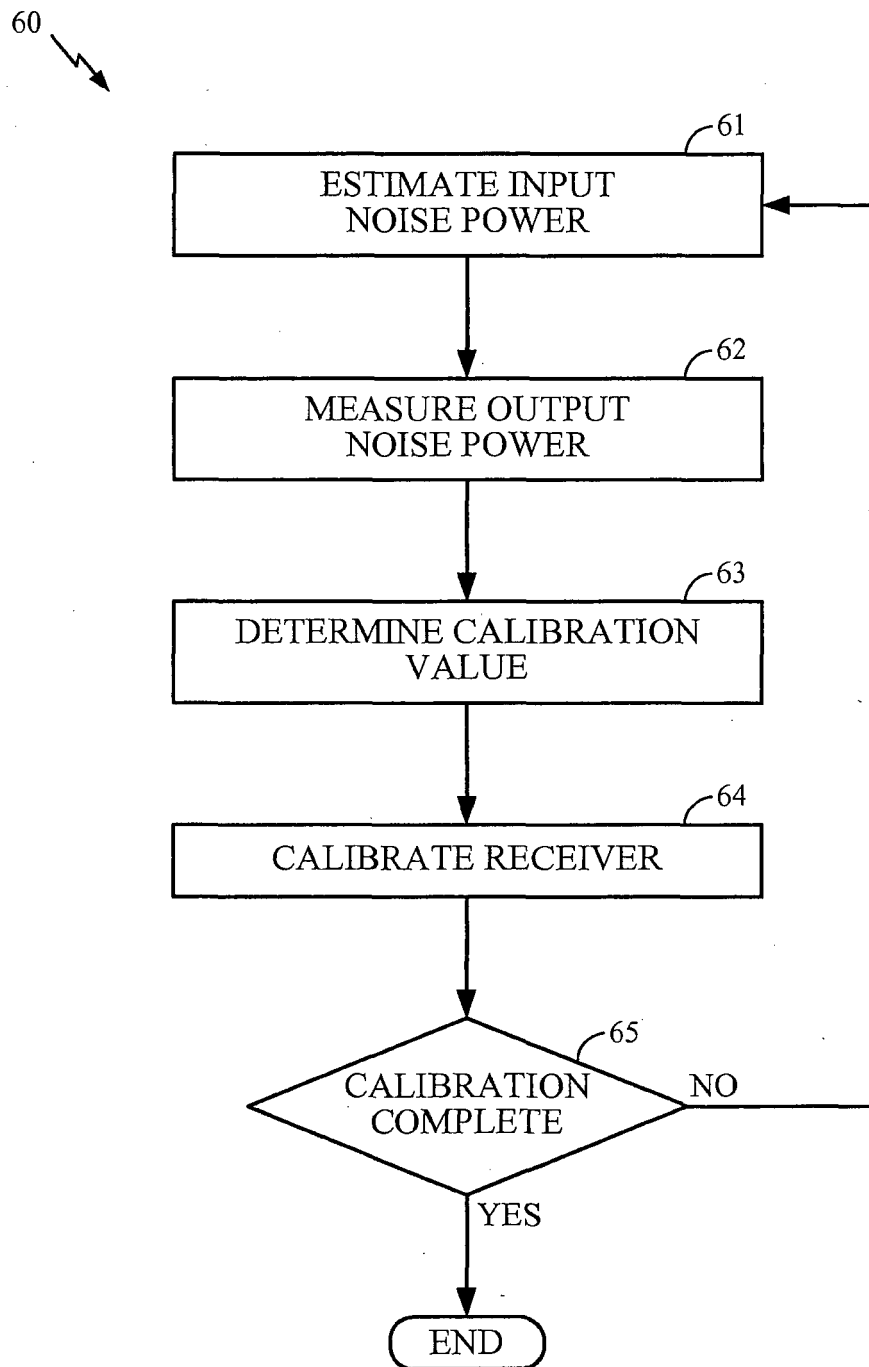 60
61
ESTIMATE INPUT
NOISE POWER
62
MEASURE OUTPUT
NOISE POWER
63
DETERMINE CALIBRATION
VALUE
64
CALIBRATE RECEIVER
65
CALIBRATION
COMPLETE
NO
YES
END